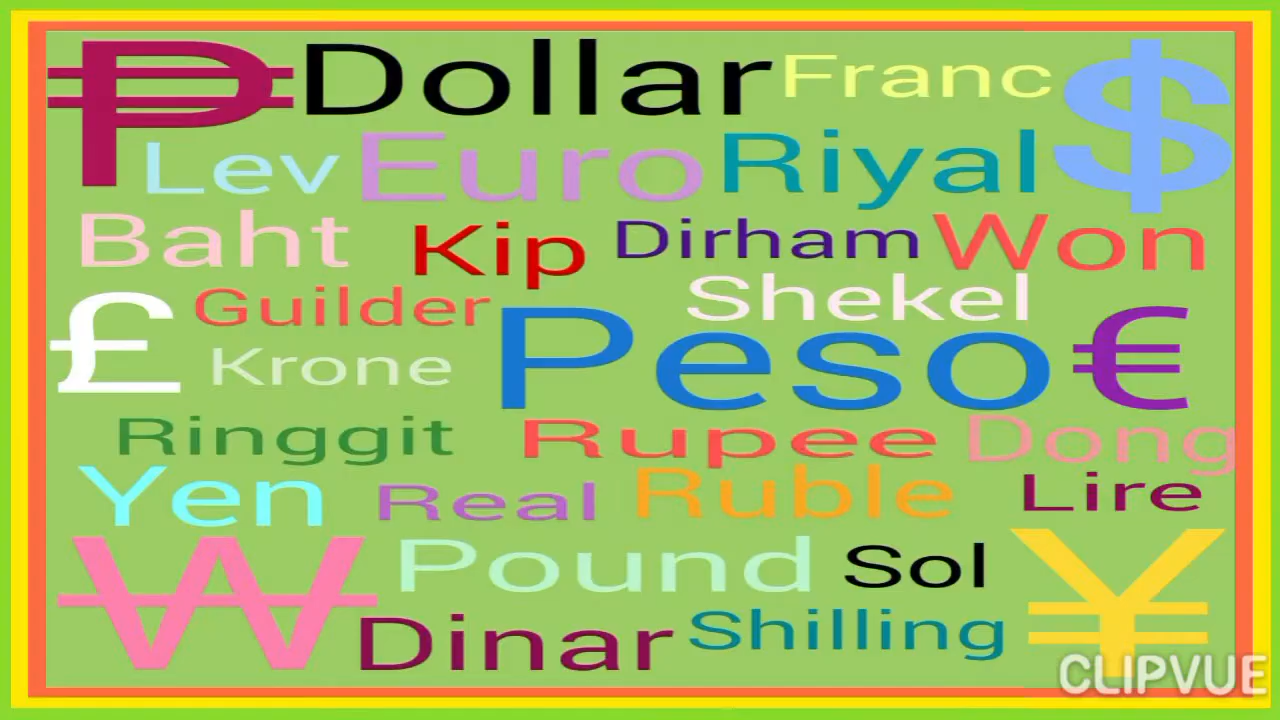 ₱ Dollar Franc $
Lev Euro Riyal
Baht Kip Dirham Won
£ Guilder Shekel
Krone Peso €
Ringgit Rupee Dong
Yen Real Ruble Lire
₩ Pound Sol ¥
Dinar Shilling
CLIPVUE